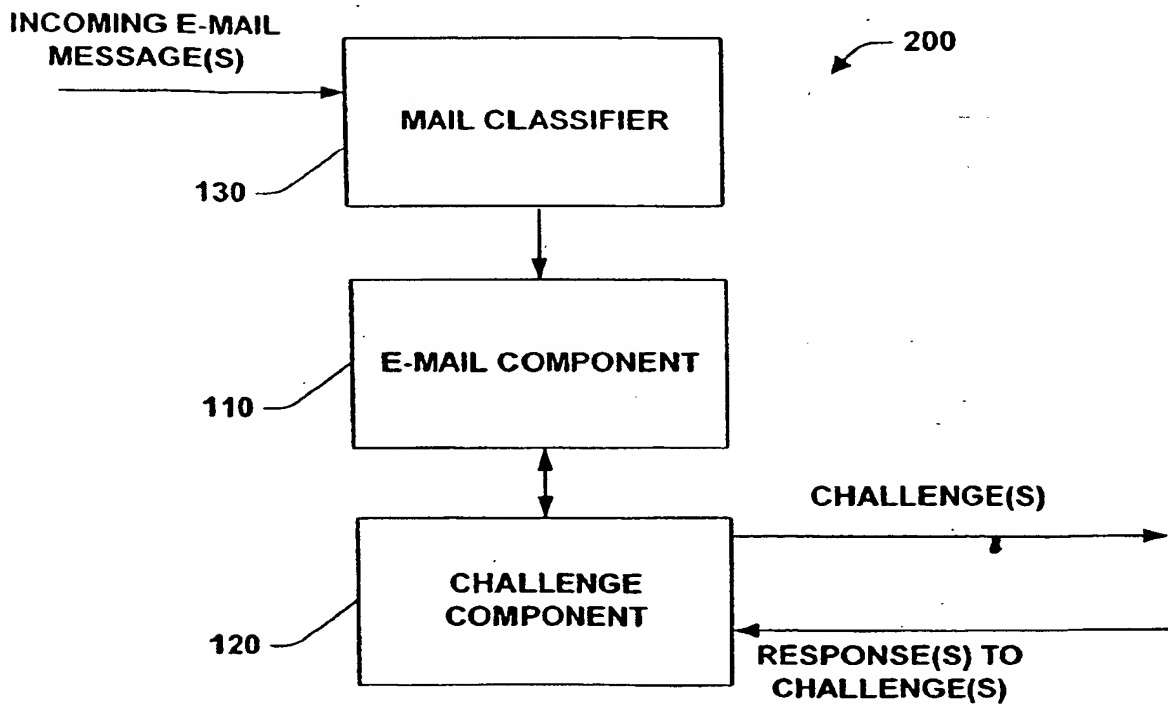 INCOMING E-MAIL
MESSAGE(S)
200
MAIL CLASSIFIER
130
E-MAIL COMPONENT
110
CHALLENGE(S)
CHALLENGE
COMPONENT
120
RESPONSE(S) TO
CHALLENGE(S)